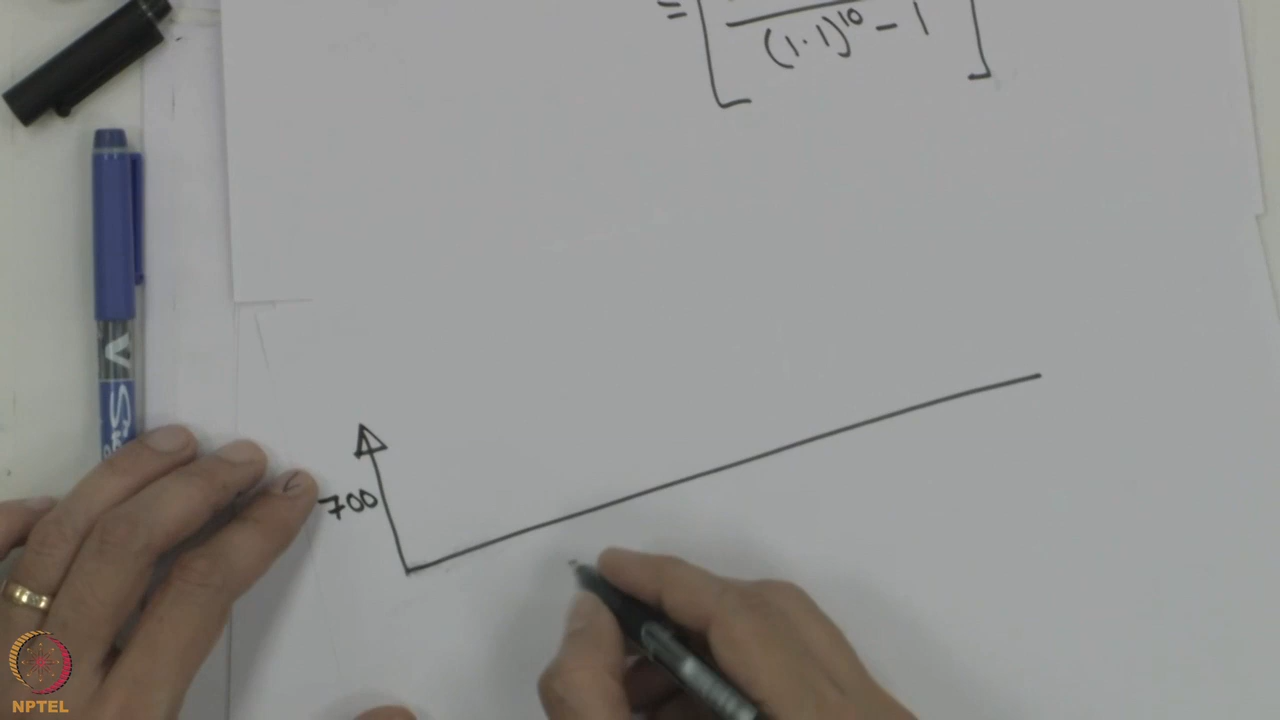 = [ (1.1)^10 - 1 ]
700
V
NPTEL